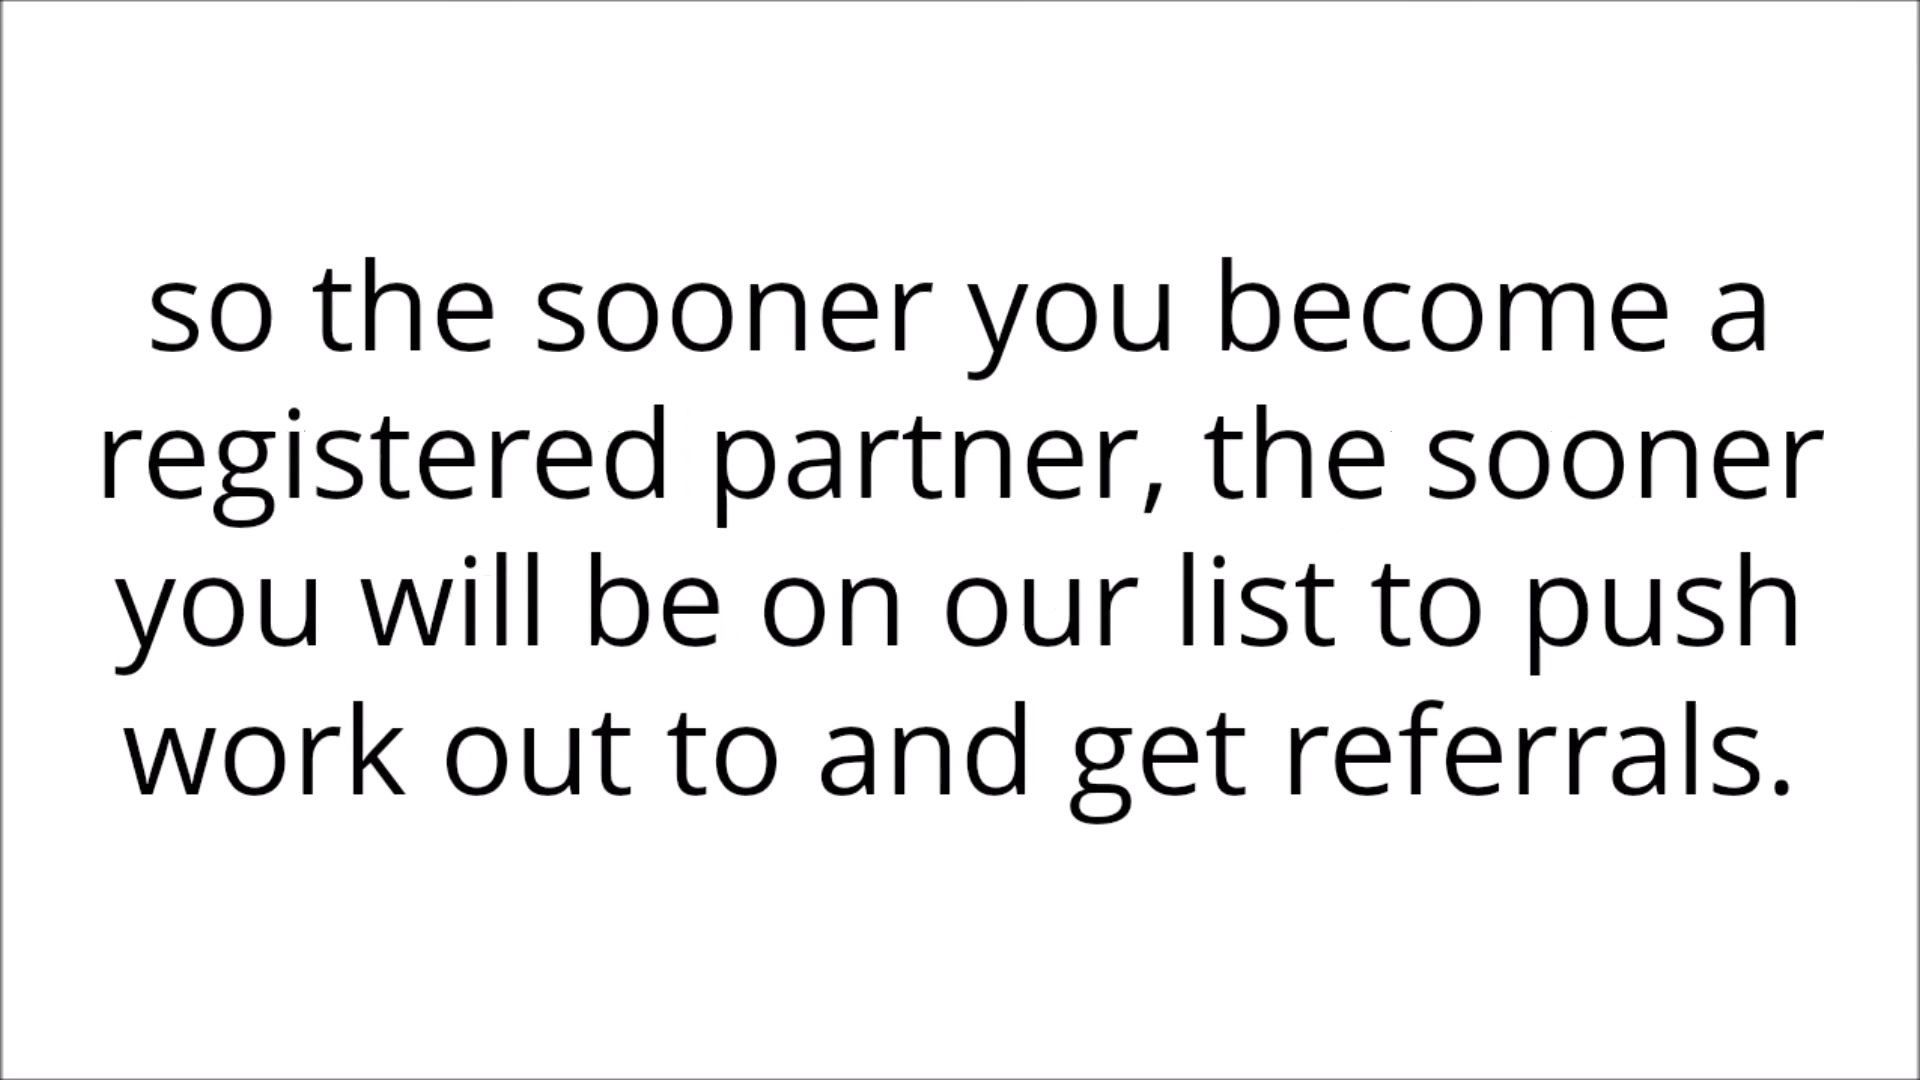 so the sooner you become a
registered partner, the sooner
you will be on our list to push
work out to and get referrals.